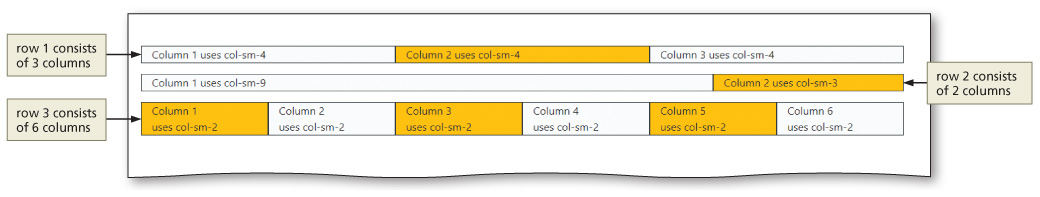 row 1 consists
of 3 columns
Column 1 uses col-sm-4
Column 2 uses col-sm-4
Column 3 uses col-sm-4
Column 1 uses col-sm-9
Column 2 uses col-sm-3
row 2 consists
of 2 columns
row 3 consists
of 6 columns
Column 1
uses col-sm-2
Column 2
uses col-sm-2
Column 3
uses col-sm-2
Column 4
uses col-sm-2
Column 5
uses col-sm-2
Column 6
uses col-sm-2